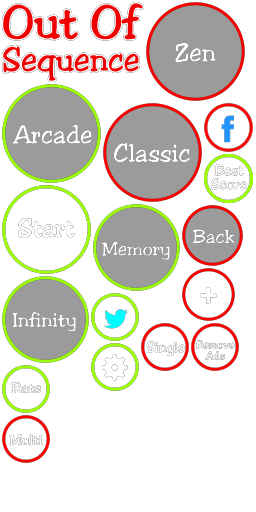 Out Of
Sequence
Zen
Arcade
Classic
Best
Score
Start
Memory
Back
Infinity
Single
Remove
Ads
Rate
Multi